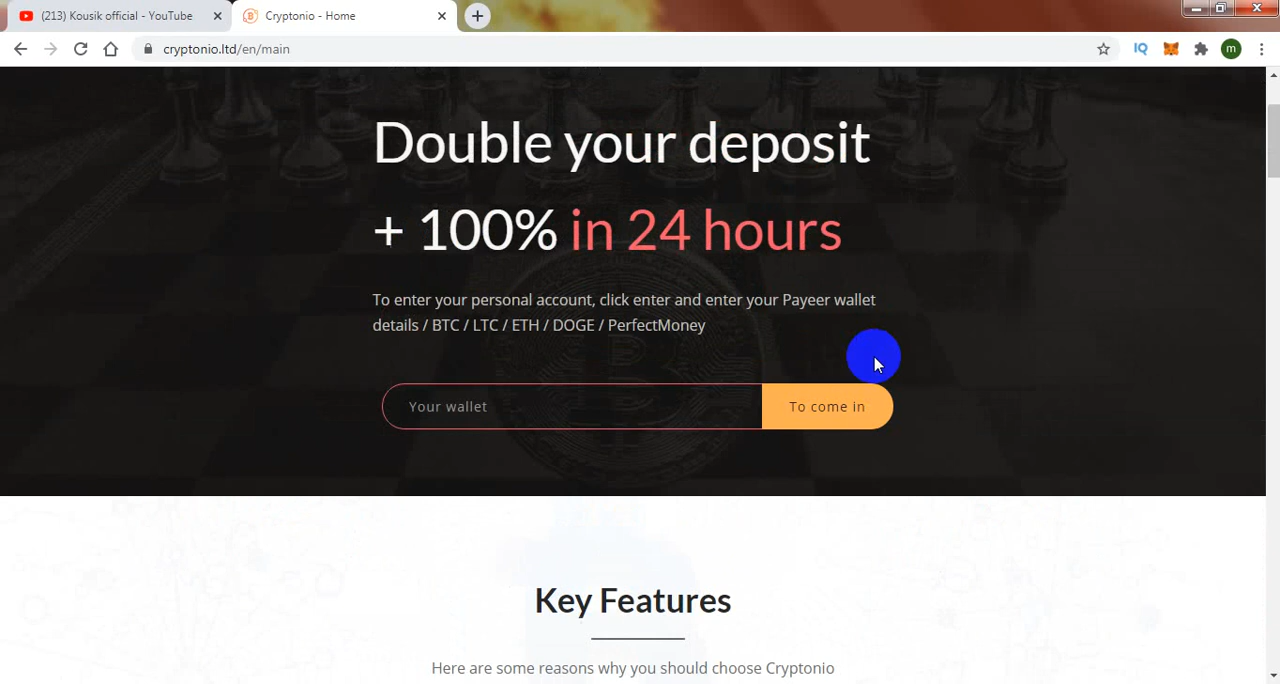 (213) Kousik official - YouTube
Cryptonio - Home
cryptonio.ltd/en/main
IQ
m
Double your deposit
+ 100% in 24 hours
To enter your personal account, click enter and enter your Payeer wallet
details / BTC / LTC / ETH / DOGE / PerfectMoney
Your wallet
To come in
Key Features
Here are some reasons why you should choose Cryptonio